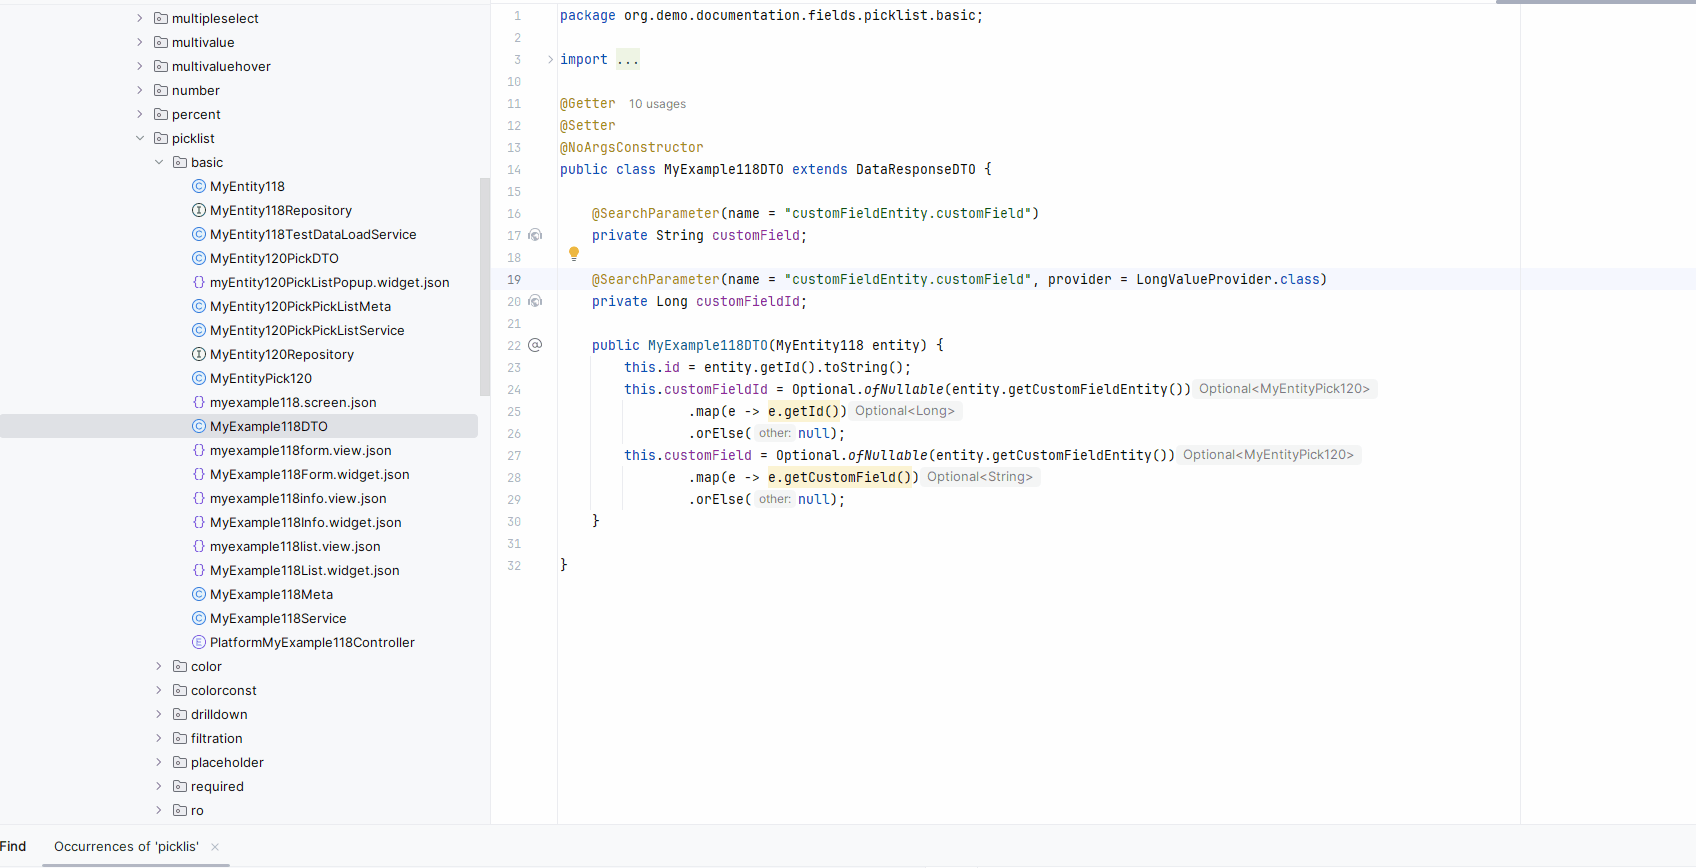 multipleselect
multivalue
multivaluehover
number
percent
picklist
basic
MyEntity118
MyEntity118Repository
MyEntity118TestDataLoadService
MyEntity120PickDTO
{} myEntity120PickListPopup.widget.json
MyEntity120PickPickListMeta
MyEntity120PickPickListService
MyEntity120Repository
MyEntityPick120
{} myexample118.screen.json
MyExample118DTO
{} myexample118form.view.json
{} MyExample118Form.widget.json
{} myexample118info.view.json
{} MyExample118Info.widget.json
{} myexample118list.view.json
{} MyExample118List.widget.json
MyExample118Meta
MyExample118Service
PlatformMyExample118Controller
color
colorconst
drilldown
filtration
placeholder
required
ro
1 package org.demo.documentation.fields.picklist.basic;
2
3 import ...
10
11 @Getter 10 usages
12 @Setter
13 @NoArgsConstructor
14 public class MyExample118DTO extends DataResponseDTO {
15
16 @SearchParameter(name = "customFieldEntity.customField")
17 private String customField;
18
19 @SearchParameter(name = "customFieldEntity.customField", provider = LongValueProvider.class)
20 private Long customFieldId;
21
22 public MyExample118DTO(MyEntity118 entity) {
23 this.id = entity.getId().toString();
24 this.customFieldId = Optional.ofNullable(entity.getCustomFieldEntity()) Optional<MyEntityPick120>
25 .map(e -> e.getId()) Optional<Long>
26 .orElse( other: null);
27 this.customField = Optional.ofNullable(entity.getCustomFieldEntity()) Optional<MyEntityPick120>
28 .map(e -> e.getCustomField()) Optional<String>
29 .orElse( other: null);
30 }
31
32 }
Find Occurrences of 'picklis' ×